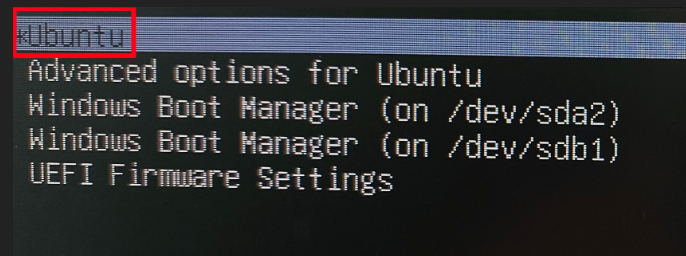 *Ubuntu
Advanced options for Ubuntu
Windows Boot Manager (on /dev/sda2)
Windows Boot Manager (on /dev/sdb1)
UEFI Firmware Settings